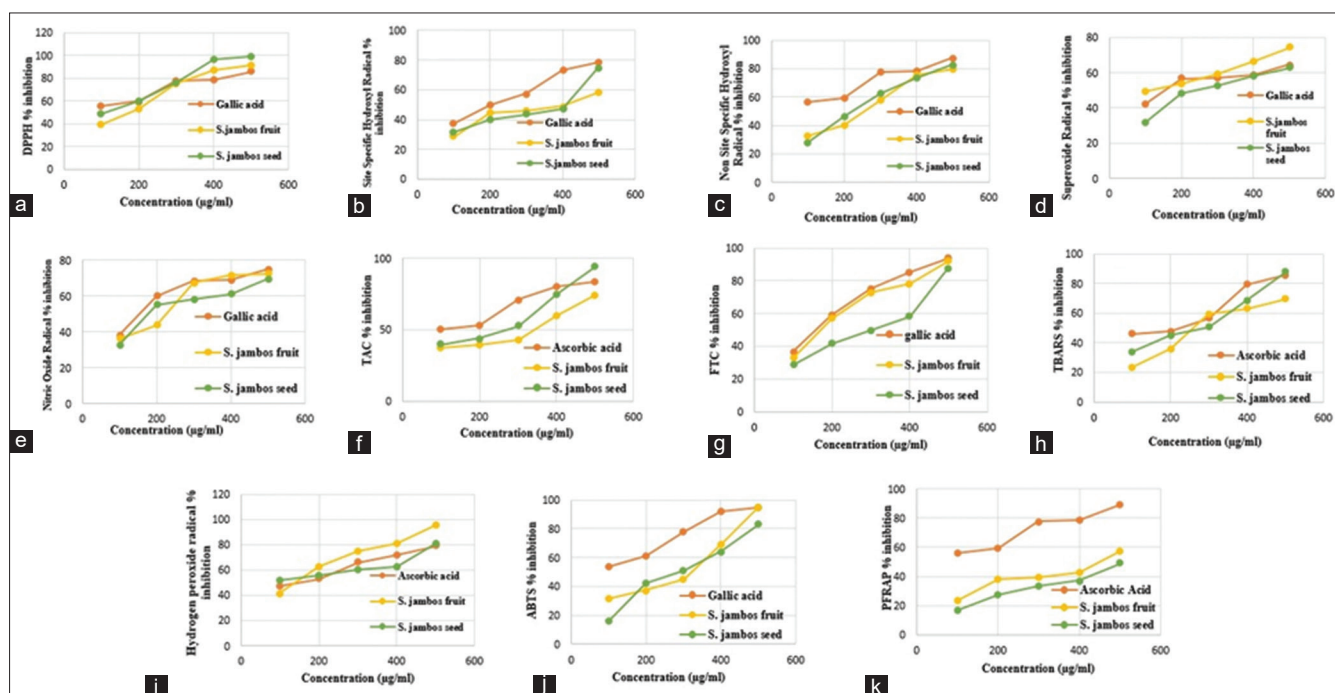 120
100
80
60
40
20
0
DPPH % inhibition
Gallic acid
S.jambos fruit
S. jambos seed
0 200 400 600
Concentration (µg/ml)
a
100
80
60
40
20
0
Site Specific Hydroxyl Radical %
inhibition
Gallic acid
S. jambos fruit
S. jambos seed
0 200 400 600
Concentration (µg/ml)
b
100
80
60
40
20
0
Non Site Specific Hydroxyl
Radical % inhibition
Gallic acid
S. jambos fruit
S. jambos seed
0 200 400 600
Concentration (µg/ml)
c
80
60
40
20
0
Superoxide Radical % inhibition
Gallic acid
S.jambos
fruit
S. jambos
seed
0 200 400 600
Concentration (µg/ml)
d
80
60
40
20
0
Nitric Oxide Radical % inhibition
Gallic acid
S. jambos fruit
S. jambos seed
0 200 400 600
Concentration (µg/ml)
e
100
50
0
TAC % inhibition
Ascorbic acid
S. jambos fruit
S. jambos seed
0 200 400 600
Concentration (µg/ml)
f
100
80
60
40
20
0
FTC % inhibition
gallic acid
S. jambos fruit
S. jambos seed
0 200 400 600
Concentration (µg/ml)
g
100
80
60
40
20
0
TBARS % inhibition
Ascorbic acid
S. jambos fruit
S. jambos seed
0 200 400 600
Concentration (µg/ml)
h
120
100
80
60
40
20
0
Hydrogen peroxide radical %
inhibition
Ascorbic acid
S. jambos fruit
S. jambos seed
0 200 400 600
Concentration (µg/ml)
i
100
80
60
40
20
0
ABTS % inhibition
Gallic acid
S. jambos fruit
S. jambos seed
0 200 400 600
Concentration (µg/ml)
j
100
80
60
40
20
0
PFRAP % inhibition
Ascorbic Acid
S. jambos fruit
S. jambos seed
0 200 400 600
Concentration (µg/ml)
k